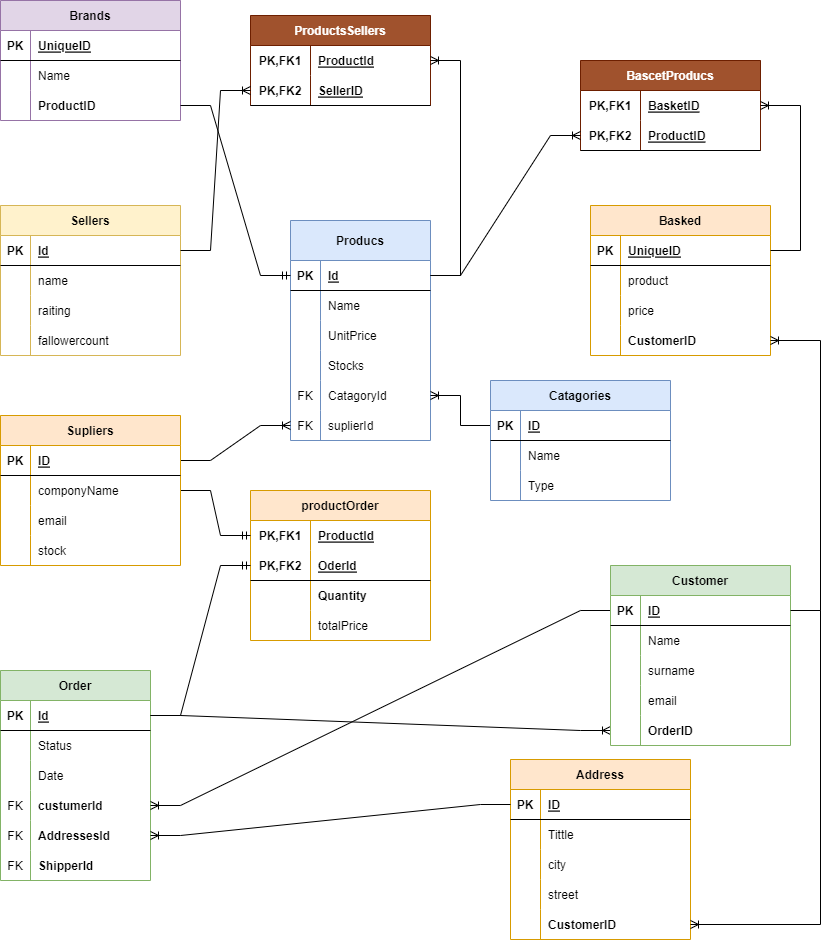 Brands
PK UniqueID
Name
ProductID
ProductsSellers
PK,FK1 ProductId
PK,FK2 SellerID
BascetProducs
PK,FK1 BasketID
PK,FK2 ProductID
Sellers
PK Id
name
raiting
fallowercount
Producs
PK Id
Name
UnitPrice
Stocks
FK CatagoryId
FK suplierId
Basked
PK UniqueID
product
price
CustomerID
Catagories
PK ID
Name
Type
Supliers
PK ID
componyName
email
stock
productOrder
PK,FK1 ProductId
PK,FK2 OderId
Quantity
totalPrice
Customer
PK ID
Name
surname
email
OrderID
Order
PK Id
Status
Date
FK custumerId
FK AddressesId
FK ShipperId
Address
PK ID
Tittle
city
street
CustomerID